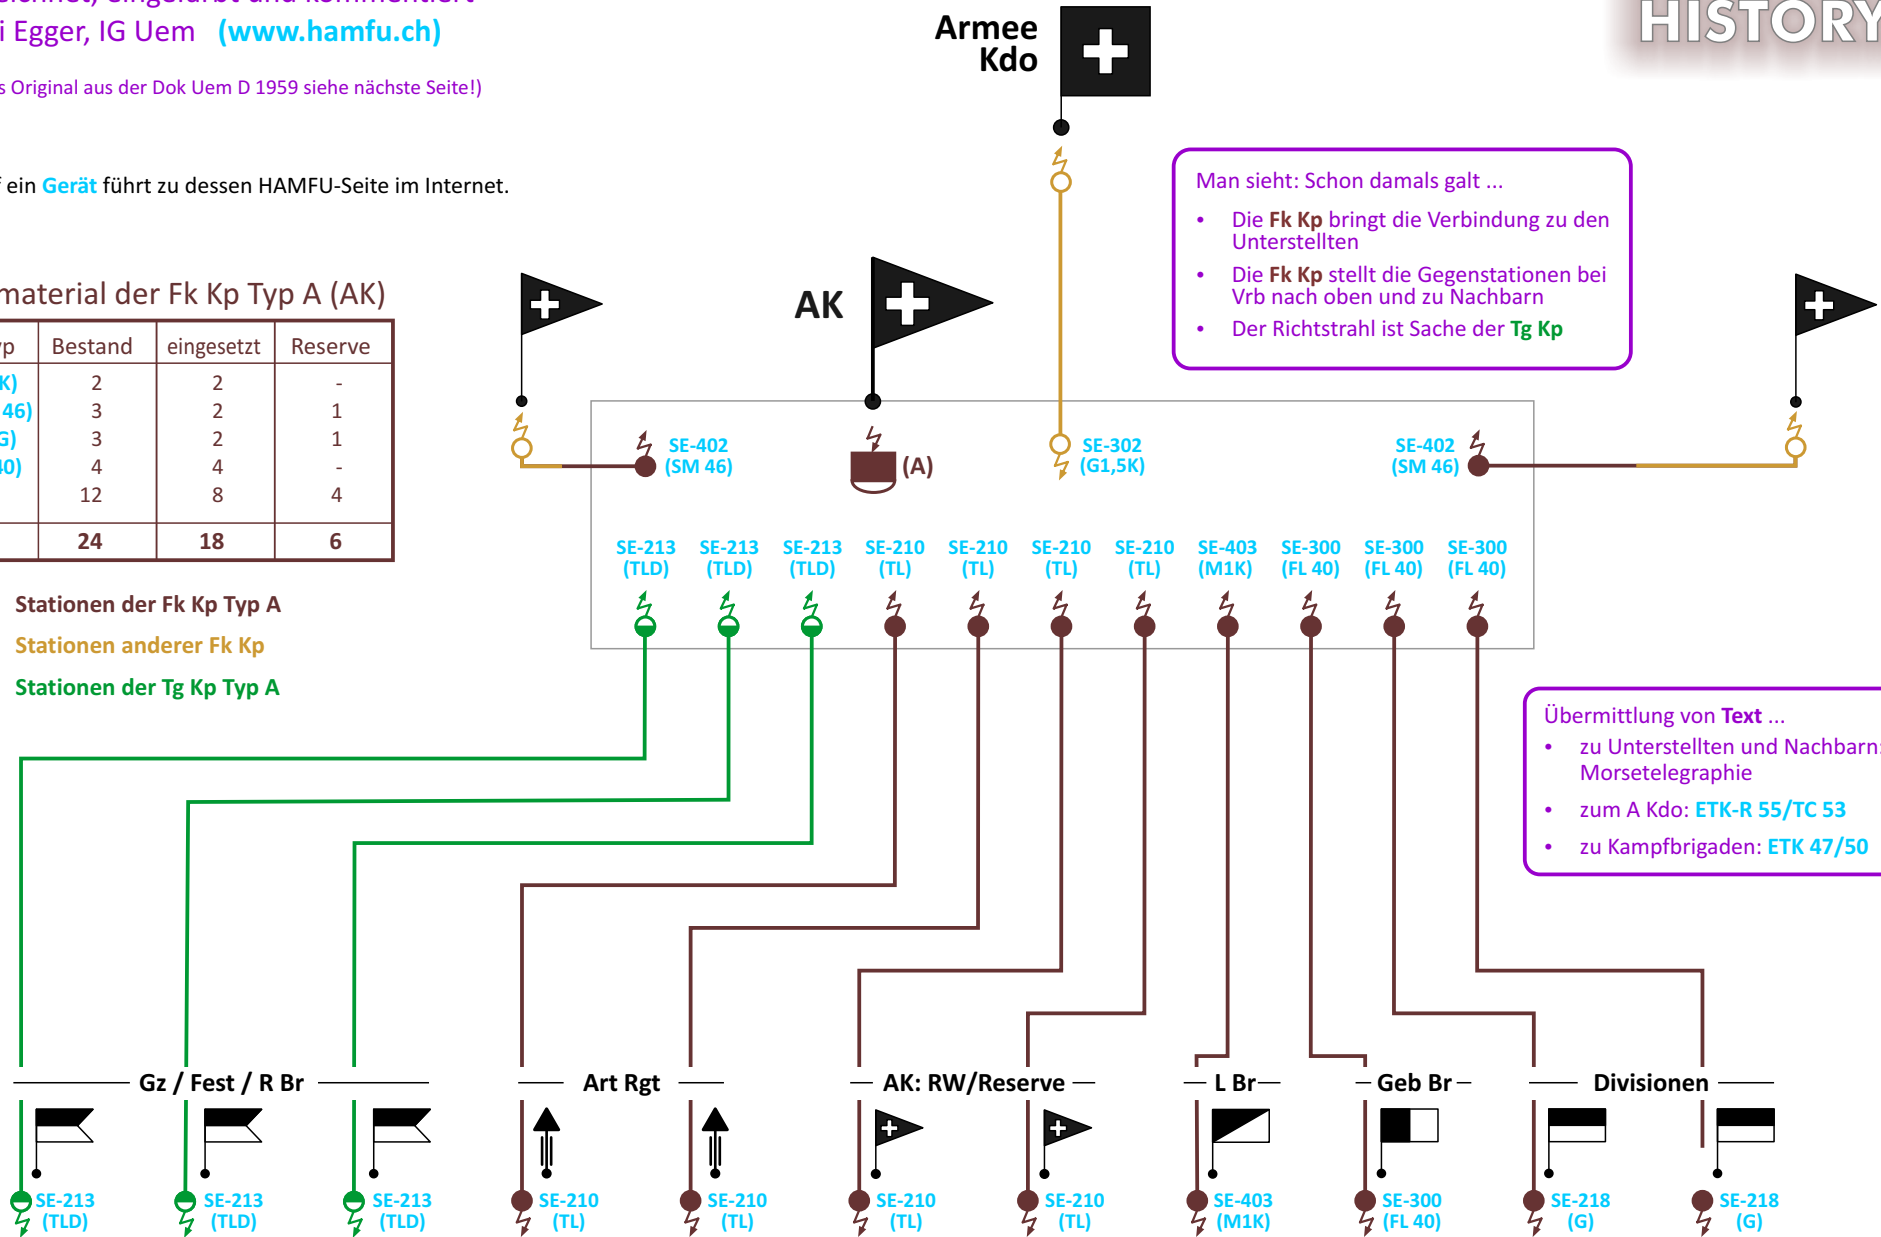 eingefärbt und kommentiert
i Egger, IG Uem (www.hamfu.ch)
s Original aus der Dok Uem D 1959 siehe nächste Seite!)
HISTORY
Armee
Kdo
f ein Gerät führt zu dessen HAMFU-Seite im Internet.
Man sieht: Schon damals galt ...
• Die Fk Kp bringt die Verbindung zu den
Unterstellten
• Die Fk Kp stellt die Gegenstationen bei
Vrb nach oben und zu Nachbarn
• Der Richtstrahl ist Sache der Tg Kp
material der Fk Kp Typ A (AK)
yp Bestand eingesetzt Reserve
K) 2 2 -
46) 3 2 1
G) 3 2 1
40) 4 4 -
12 8 4
24 18 6
AK
SE-402
(SM 46)
(A)
SE-302
(G1,5K)
SE-402
(SM 46)
SE-213 SE-213 SE-213 SE-210 SE-210 SE-210 SE-210 SE-403 SE-300 SE-300 SE-300
(TLD) (TLD) (TLD) (TL) (TL) (TL) (TL) (M1K) (FL 40) (FL 40) (FL 40)
Stationen der Fk Kp Typ A
Stationen anderer Fk Kp
Stationen der Tg Kp Typ A
Übermittlung von Text ...
• zu Unterstellten und Nachbarn:
Morsetelegraphie
• zum A Kdo: ETK-R 55/TC 53
• zu Kampfbrigaden: ETK 47/50
Gz / Fest / R Br Art Rgt AK: RW/Reserve L Br Geb Br Divisionen
SE-213 SE-213 SE-213 SE-210 SE-210 SE-210 SE-210 SE-403 SE-300 SE-218 SE-218
(TLD) (TLD) (TLD) (TL) (TL) (TL) (TL) (M1K) (FL 40) (G) (G)